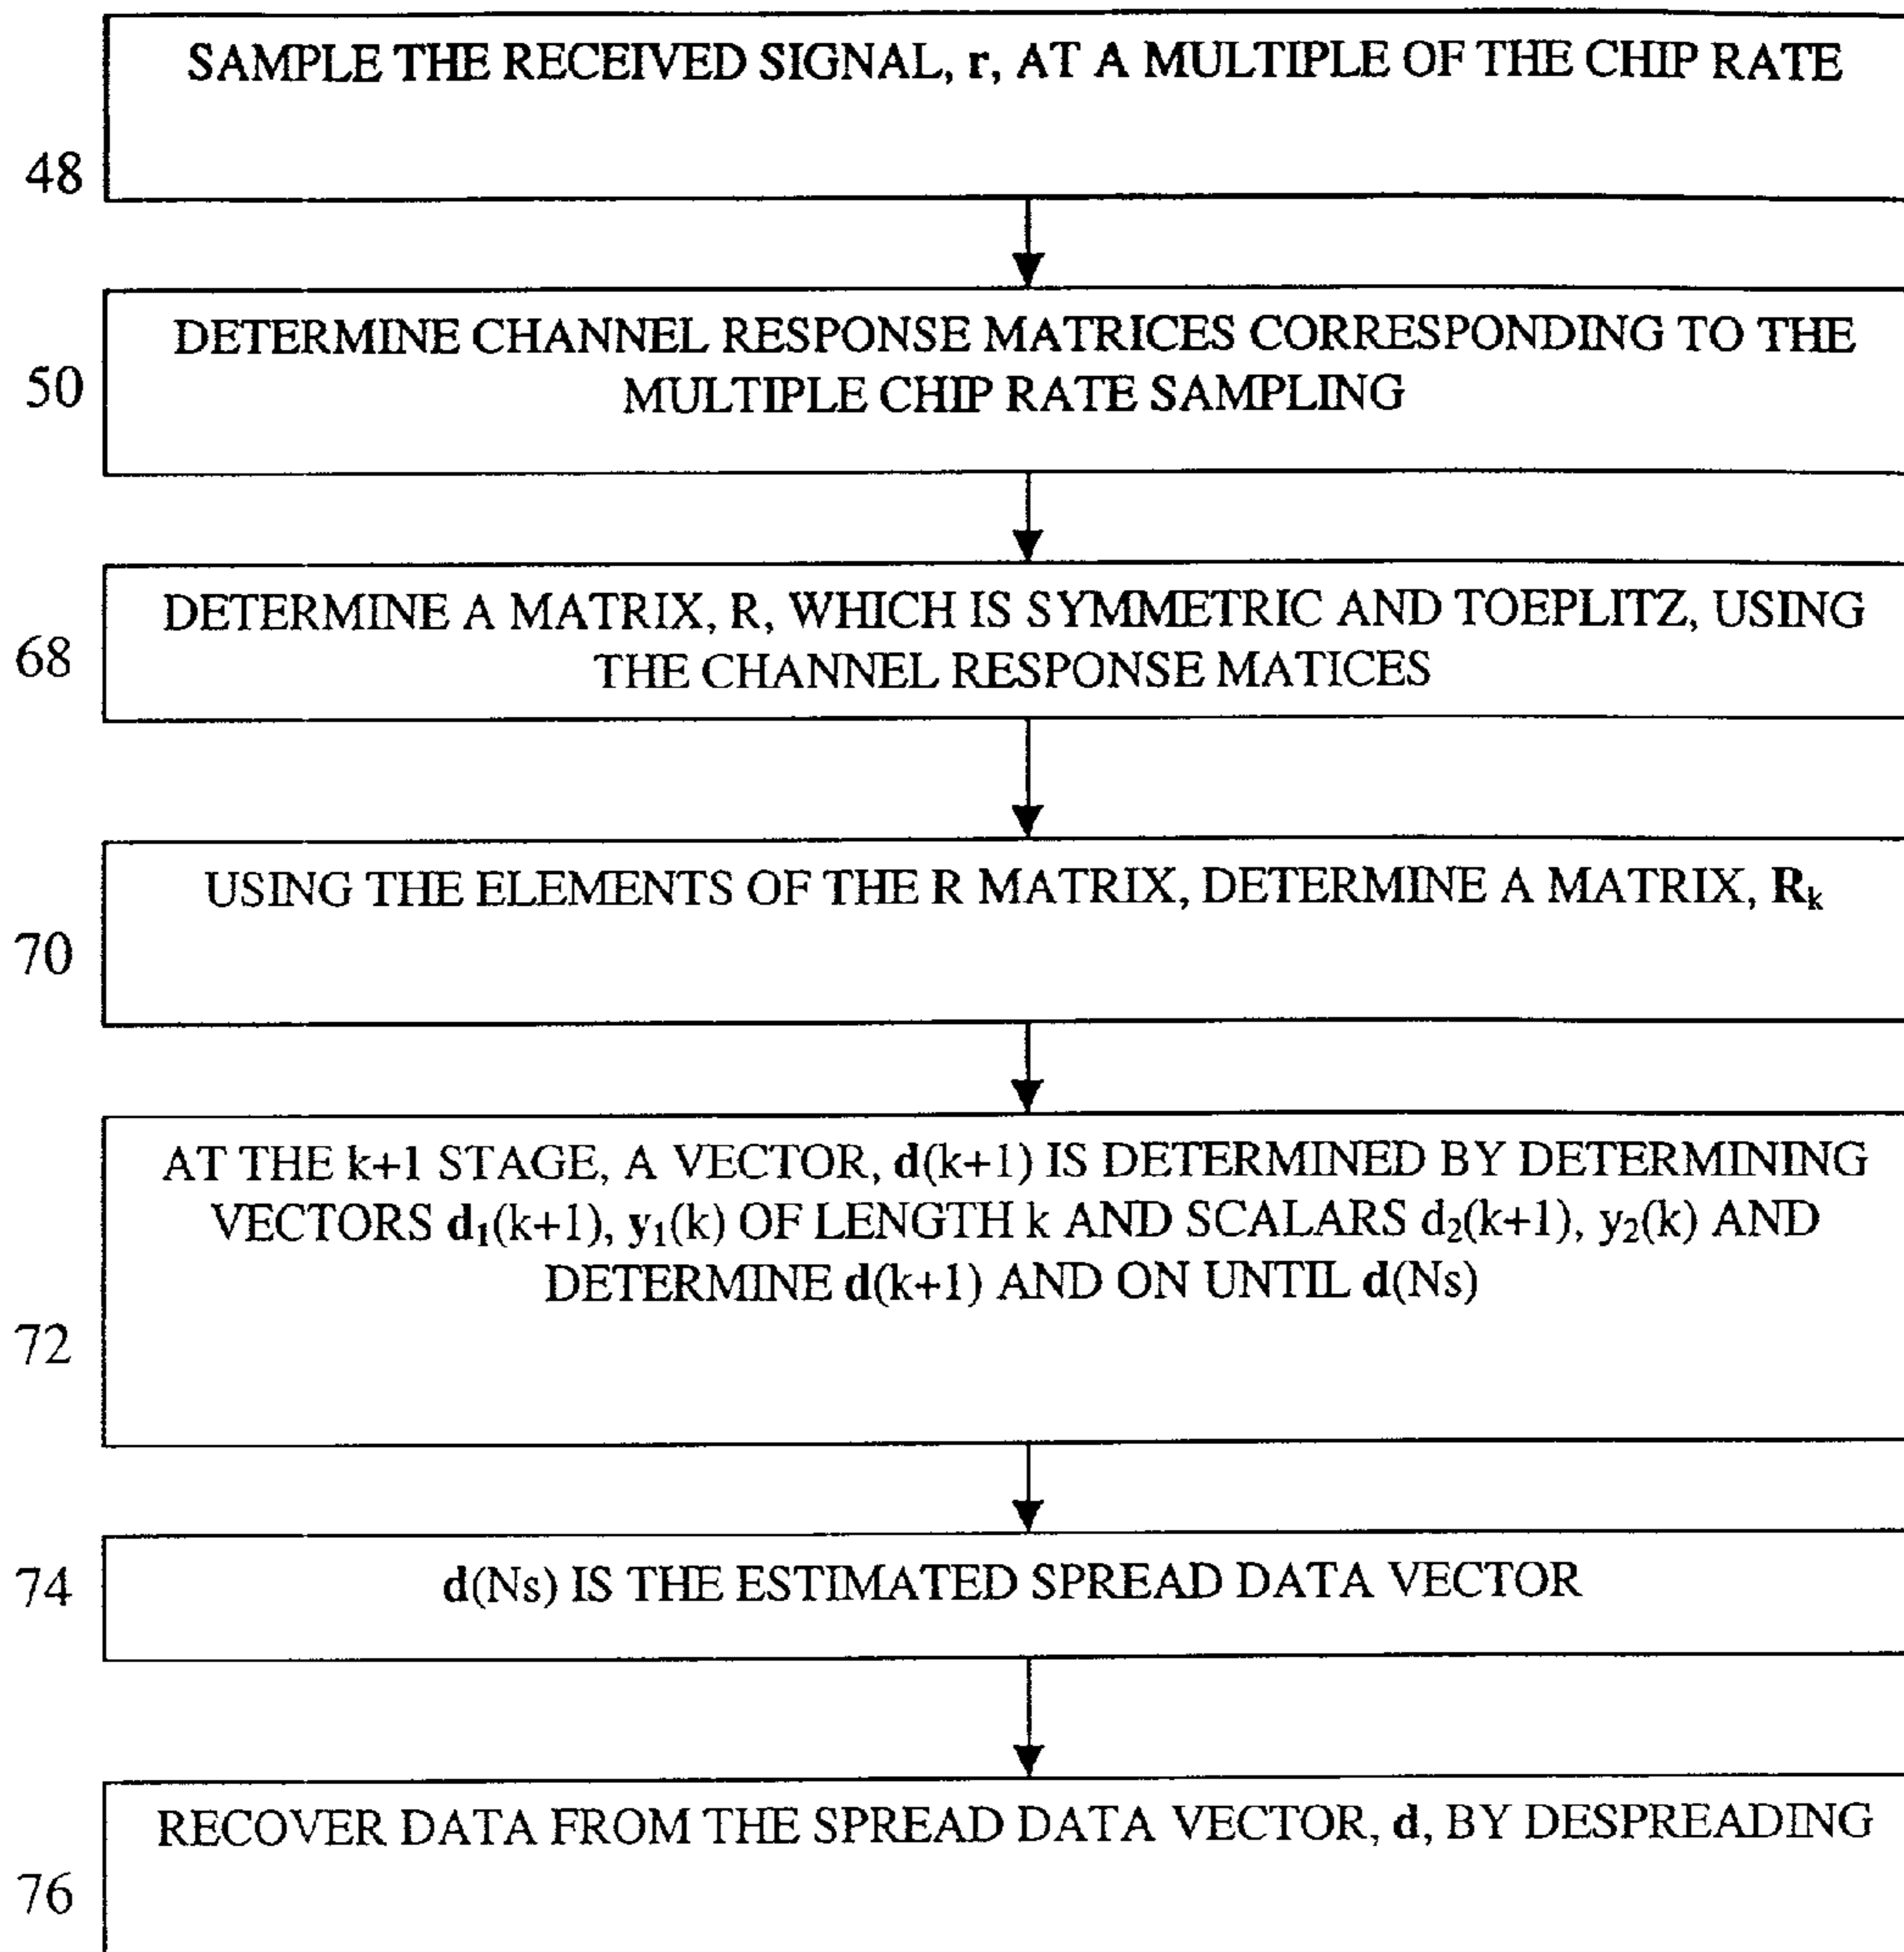 SAMPLE THE RECEIVED SIGNAL, r, AT A MULTIPLE OF THE CHIP RATE
48
DETERMINE CHANNEL RESPONSE MATRICES CORRESPONDING TO THE
MULTIPLE CHIP RATE SAMPLING
50
DETERMINE A MATRIX, R, WHICH IS SYMMETRIC AND TOEPLITZ, USING
THE CHANNEL RESPONSE MATICES
68
USING THE ELEMENTS OF THE R MATRIX, DETERMINE A MATRIX, Rₖ
70
AT THE k+1 STAGE, A VECTOR, d(k+1) IS DETERMINED BY DETERMINING
VECTORS d₁(k+1), y₁(k) OF LENGTH k AND SCALARS d₂(k+1), y₂(k) AND
DETERMINE d(k+1) AND ON UNTIL d(Ns)
72
d(Ns) IS THE ESTIMATED SPREAD DATA VECTOR
74
RECOVER DATA FROM THE SPREAD DATA VECTOR, d, BY DESPREADING
76